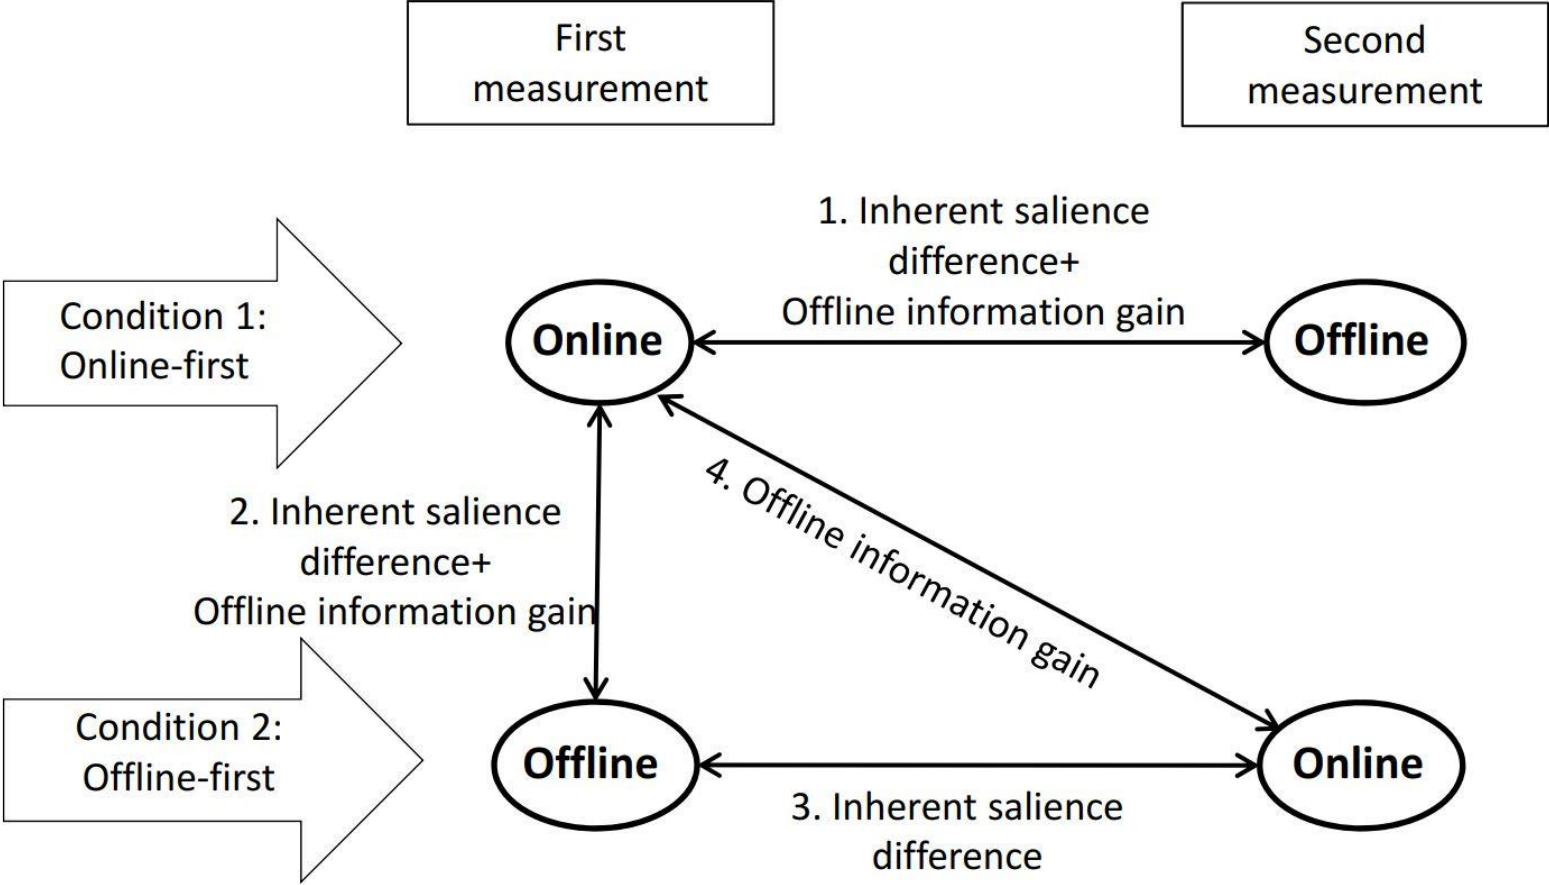 First
measurement
Second
measurement
1. Inherent salience
difference+
Offline information gain
Condition 1:
Online-first
Online
Offline
4. Offline information gain
2. Inherent salience
difference+
Offline information gain
Condition 2:
Offline-first
Offline
Online
3. Inherent salience
difference